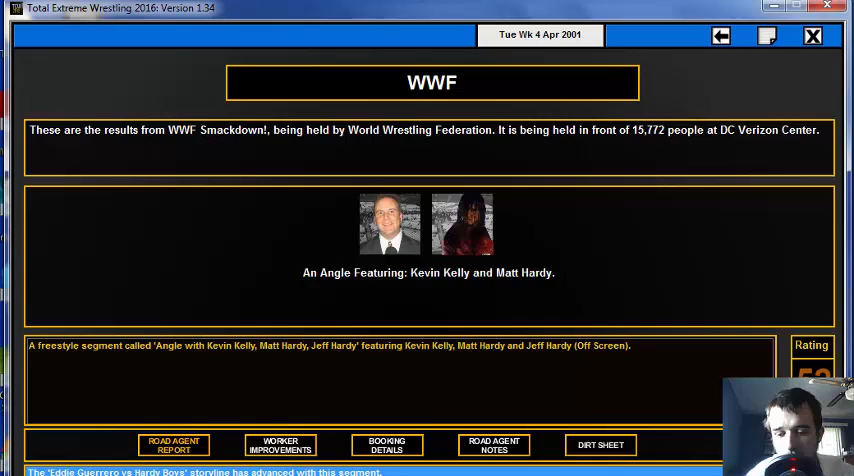 Total Extreme Wrestling 2016: Version 1.34
Tue Wk 4 Apr 2001
WWF
These are the results from WWF Smackdown!, being held by World Wrestling Federation. It is being held in front of 15,772 people at DC Verizon Center.
An Angle Featuring: Kevin Kelly and Matt Hardy.
A freestyle segment called 'Angle with Kevin Kelly, Matt Hardy, Jeff Hardy' featuring Kevin Kelly, Matt Hardy and Jeff Hardy (Off Screen).
Rating
ROAD AGENT
REPORT
WORKER
IMPROVEMENTS
BOOKING
DETAILS
ROAD AGENT
NOTES
DIRT SHEET
The 'Eddie Guerrero vs Hardy Boys' storyline has advanced with this segment.